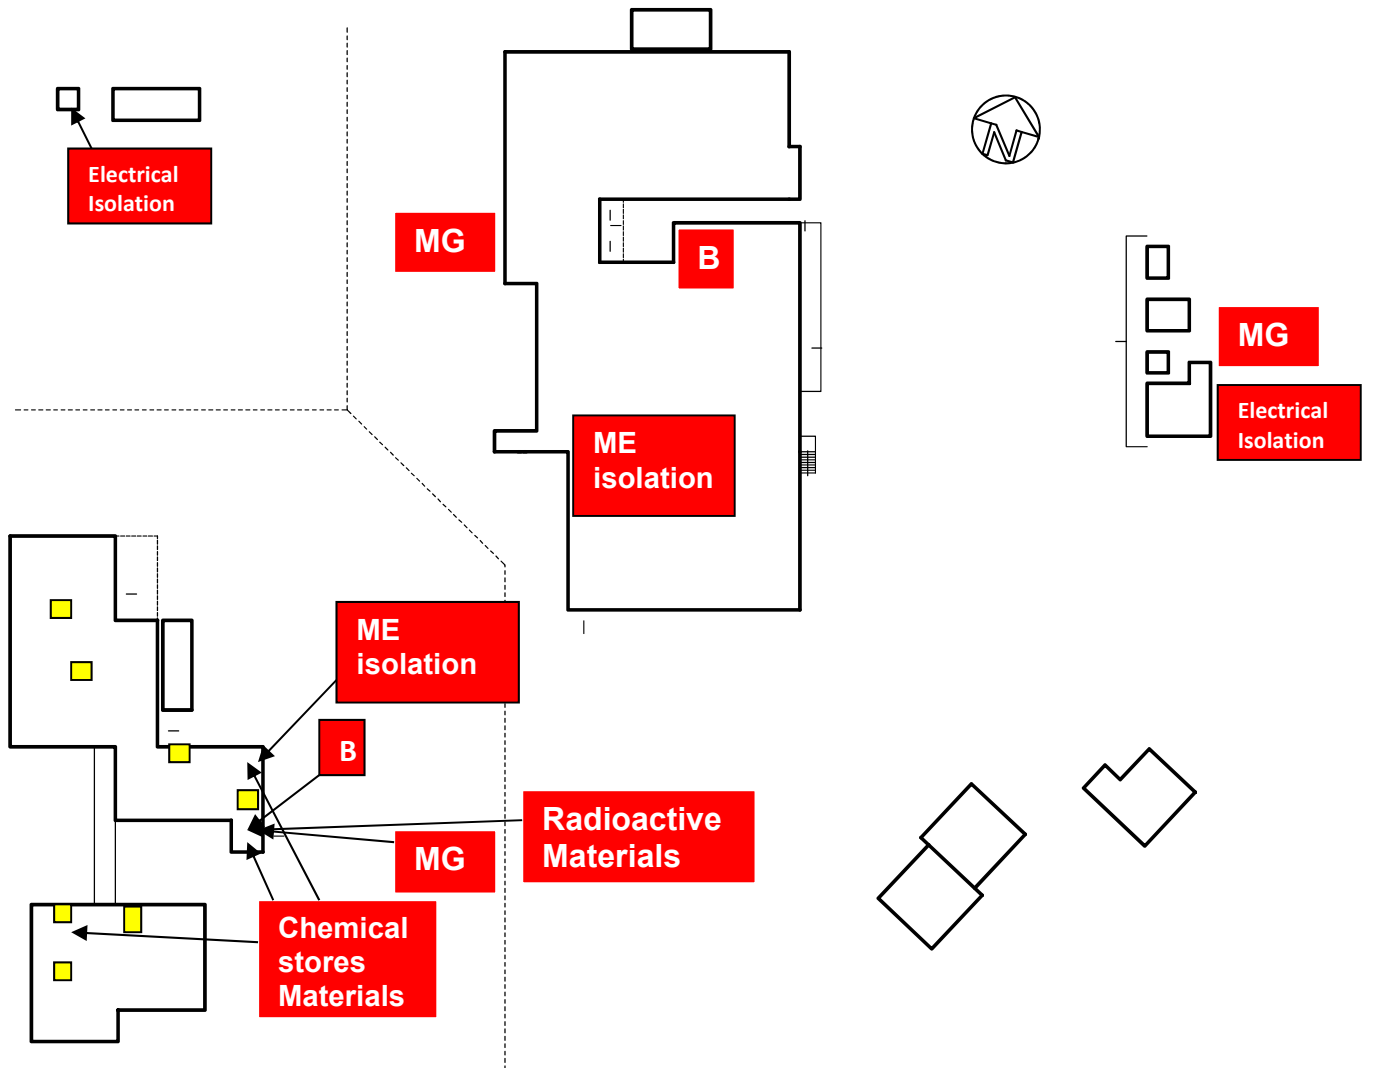 Electrical
Isolation
MG
B
N
MG
Electrical
Isolation
ME
isolation
ME
isolation
B
Radioactive
Materials
MG
Chemical
stores
Materials